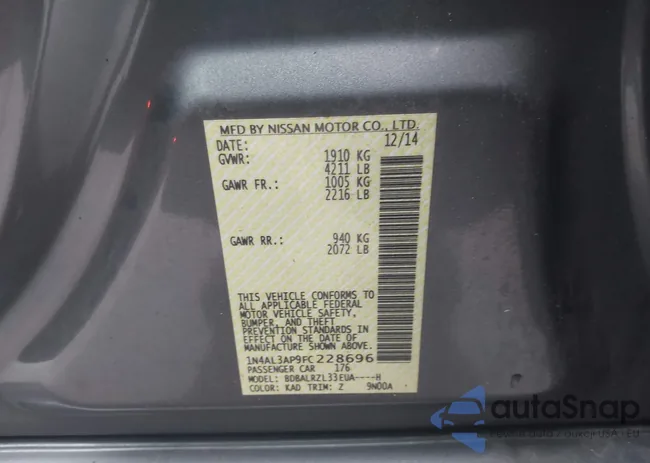 MFD BY NISSAN MOTOR CO., LTD.
DATE: 12/14
GVWR: 1910 KG
4211 LB
GAWR FR.: 1005 KG
2216 LB
GAWR RR.: 940 KG
2072 LB
THIS VEHICLE CONFORMS TO
ALL APPLICABLE FEDERAL
MOTOR VEHICLE SAFETY,
BUMPER, AND THEFT
PREVENTION STANDARDS IN
EFFECT ON THE DATE OF
MANUFACTURE SHOWN ABOVE.
1N4AL3AP9FC228696
PASSENGER CAR 176
MODEL: BDBALRZL33EUA----H
COLOR: KAD TRIM: Z 9N00A
autoSnap